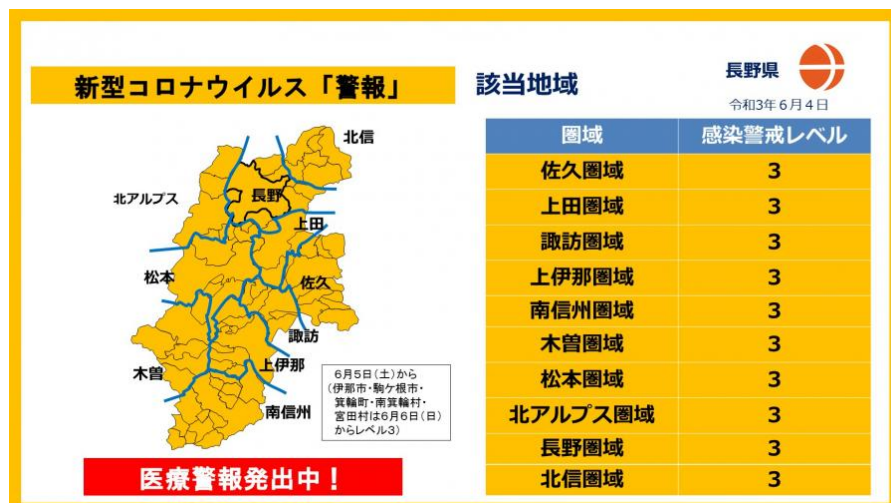 新型コロナウイルス「警報」
該当地域
長野県
令和3年6月4日
北信
長野
北アルプス
上田
松本
佐久
諏訪
木曽
上伊那
南信州
6月5日(土)から
(伊那市・駒ケ根市・
箕輪町・南箕輪村・
宮田村は6月6日(日)
からレベル3)
医療警報発出中!
圏域 感染警戒レベル
佐久圏域 3
上田圏域 3
諏訪圏域 3
上伊那圏域 3
南信州圏域 3
木曽圏域 3
松本圏域 3
北アルプス圏域 3
長野圏域 3
北信圏域 3